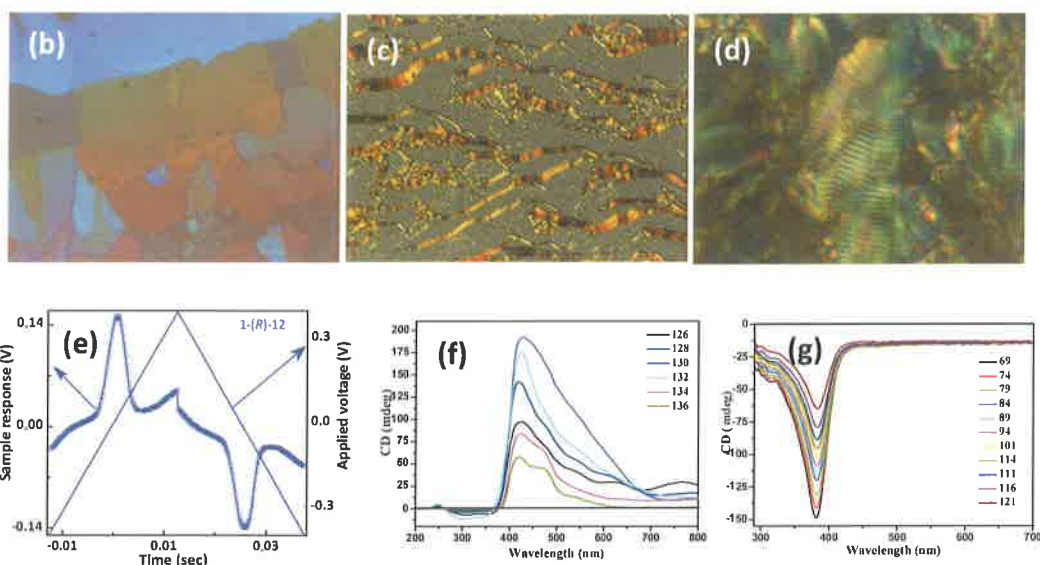 (b)
(c)
(d)
(e)
1-(R)-12
Sample response (V)
0.14
0.00
-0.14
Applied voltage (V)
0.3
0.0
-0.3
-0.01
0.01
0.03
Time (sec)
(f)
CD (mdeg)
200
175
150
125
100
75
50
25
0
126
128
130
132
134
136
200 300 400 500 600 700 800
Wavelength (nm)
(g)
CD (mdeg)
0
-25
-50
-75
-100
-125
-150
69
74
79
84
89
94
101
114
111
116
121
300 400 500 600 700
Wavelength (nm)